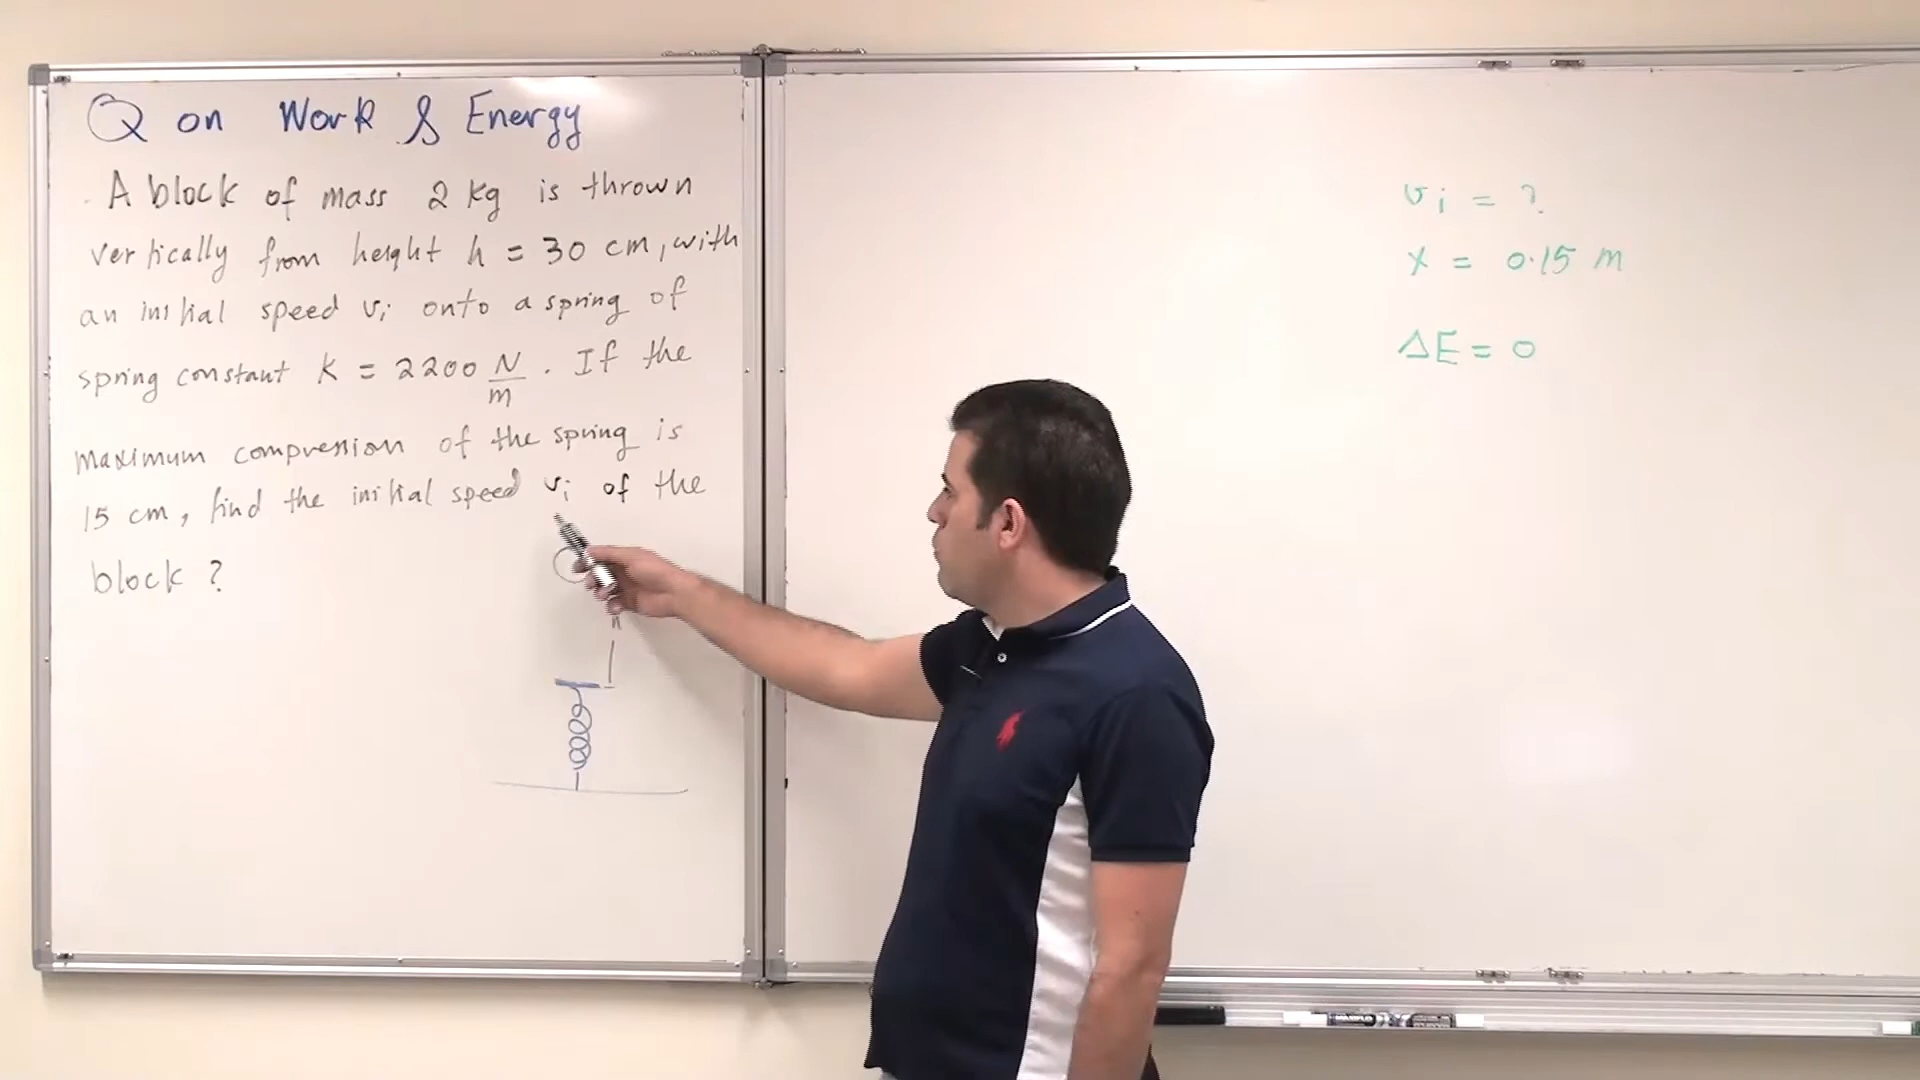 Q on Work & Energy
A block of mass 2 kg is thrown
vertically from height h = 30 cm, with
an initial speed vi onto a spring of
spring constant K = 2200 N/m . If the
maximum compression of the spring is
15 cm, find the initial speed vi of the
block ?
h
vi = ?
x = 0.15 m
ΔE = 0